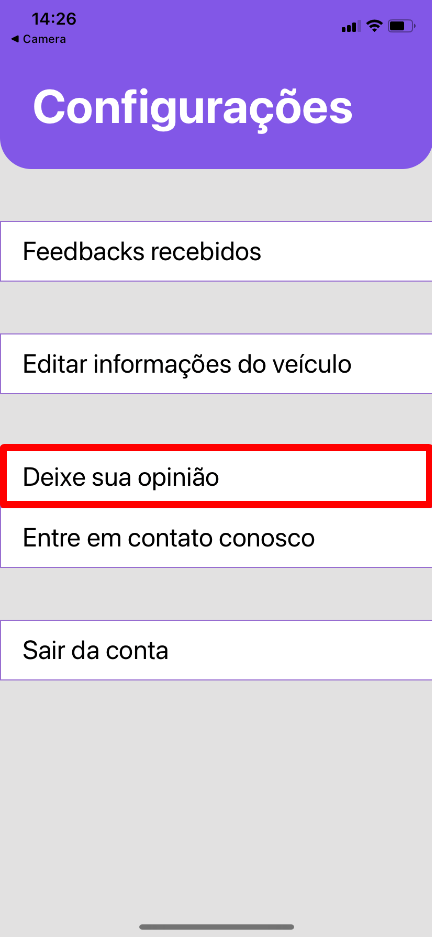 14:26
◀ Camera
Configurações
Feedbacks recebidos
Editar informações do veículo
Deixe sua opinião
Entre em contato conosco
Sair da conta